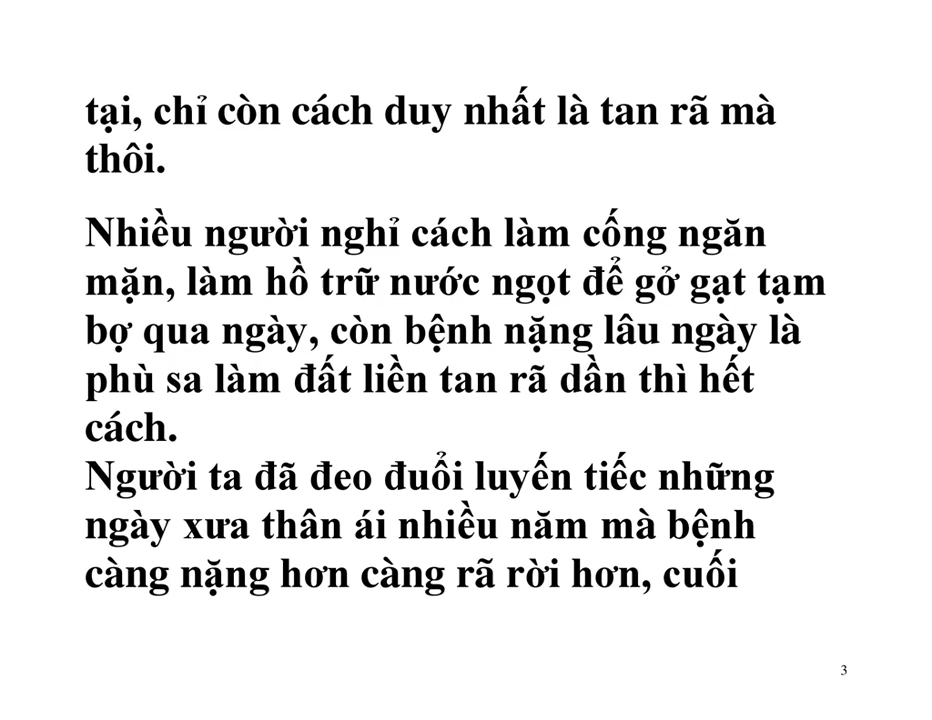 tại, chỉ còn cách duy nhất là tan rã mà
thôi.
Nhiều người nghỉ cách làm cống ngăn
mặn, làm hồ trữ nước ngọt để gở gạt tạm
bợ qua ngày, còn bệnh nặng lâu ngày là
phù sa làm đất liền tan rã dần thì hết
cách.
Người ta đã đeo đuổi luyến tiếc những
ngày xưa thân ái nhiều năm mà bệnh
càng nặng hơn càng rã rời hơn, cuối
3